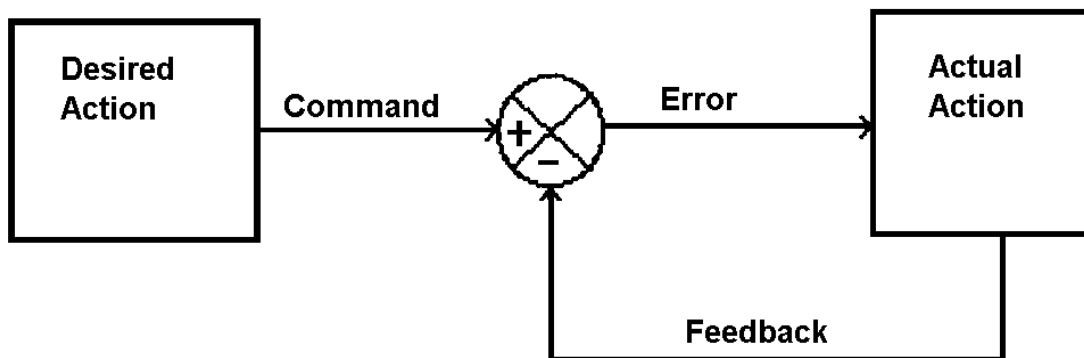 Desired
Action
Command
+
−
Error
Actual
Action
Feedback